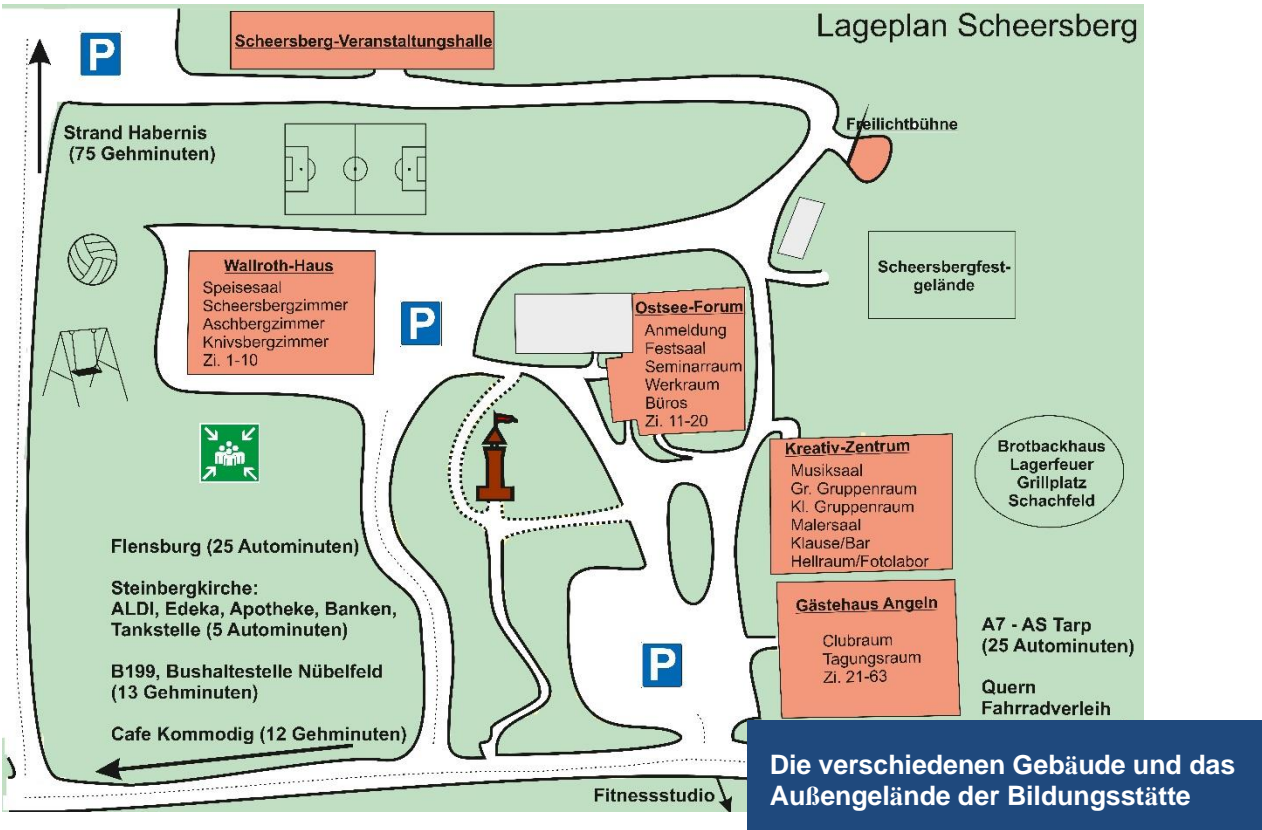 Lageplan Scheersberg
P
Scheersberg-Veranstaltungshalle
Strand Habernis
(75 Gehminuten)
Freilichtbühne
Wallroth-Haus
Speisesaal
Scheersbergzimmer
Aschbergzimmer
Knivsbergzimmer
Zi. 1-10
P
Ostsee-Forum
Anmeldung
Festsaal
Seminarraum
Werkraum
Büros
Zi. 11-20
Scheersbergfest-
gelände
Kreativ-Zentrum
Musiksaal
Gr. Gruppenraum
Kl. Gruppenraum
Malersaal
Klause/Bar
Hellraum/Fotolabor
Brotbackhaus
Lagerfeuer
Grillplatz
Schachfeld
Flensburg (25 Autominuten)
Steinbergkirche:
ALDI, Edeka, Apotheke, Banken,
Tankstelle (5 Autominuten)
B199, Bushaltestelle Nübelfeld
(13 Gehminuten)
Cafe Kommodig (12 Gehminuten)
P
Gästehaus Angeln
Clubraum
Tagungsraum
Zi. 21-63
A7 - AS Tarp
(25 Autominuten)
Quern
Fahrradverleih
Fitnessstudio
Die verschiedenen Gebäude und das
Außengelände der Bildungsstätte